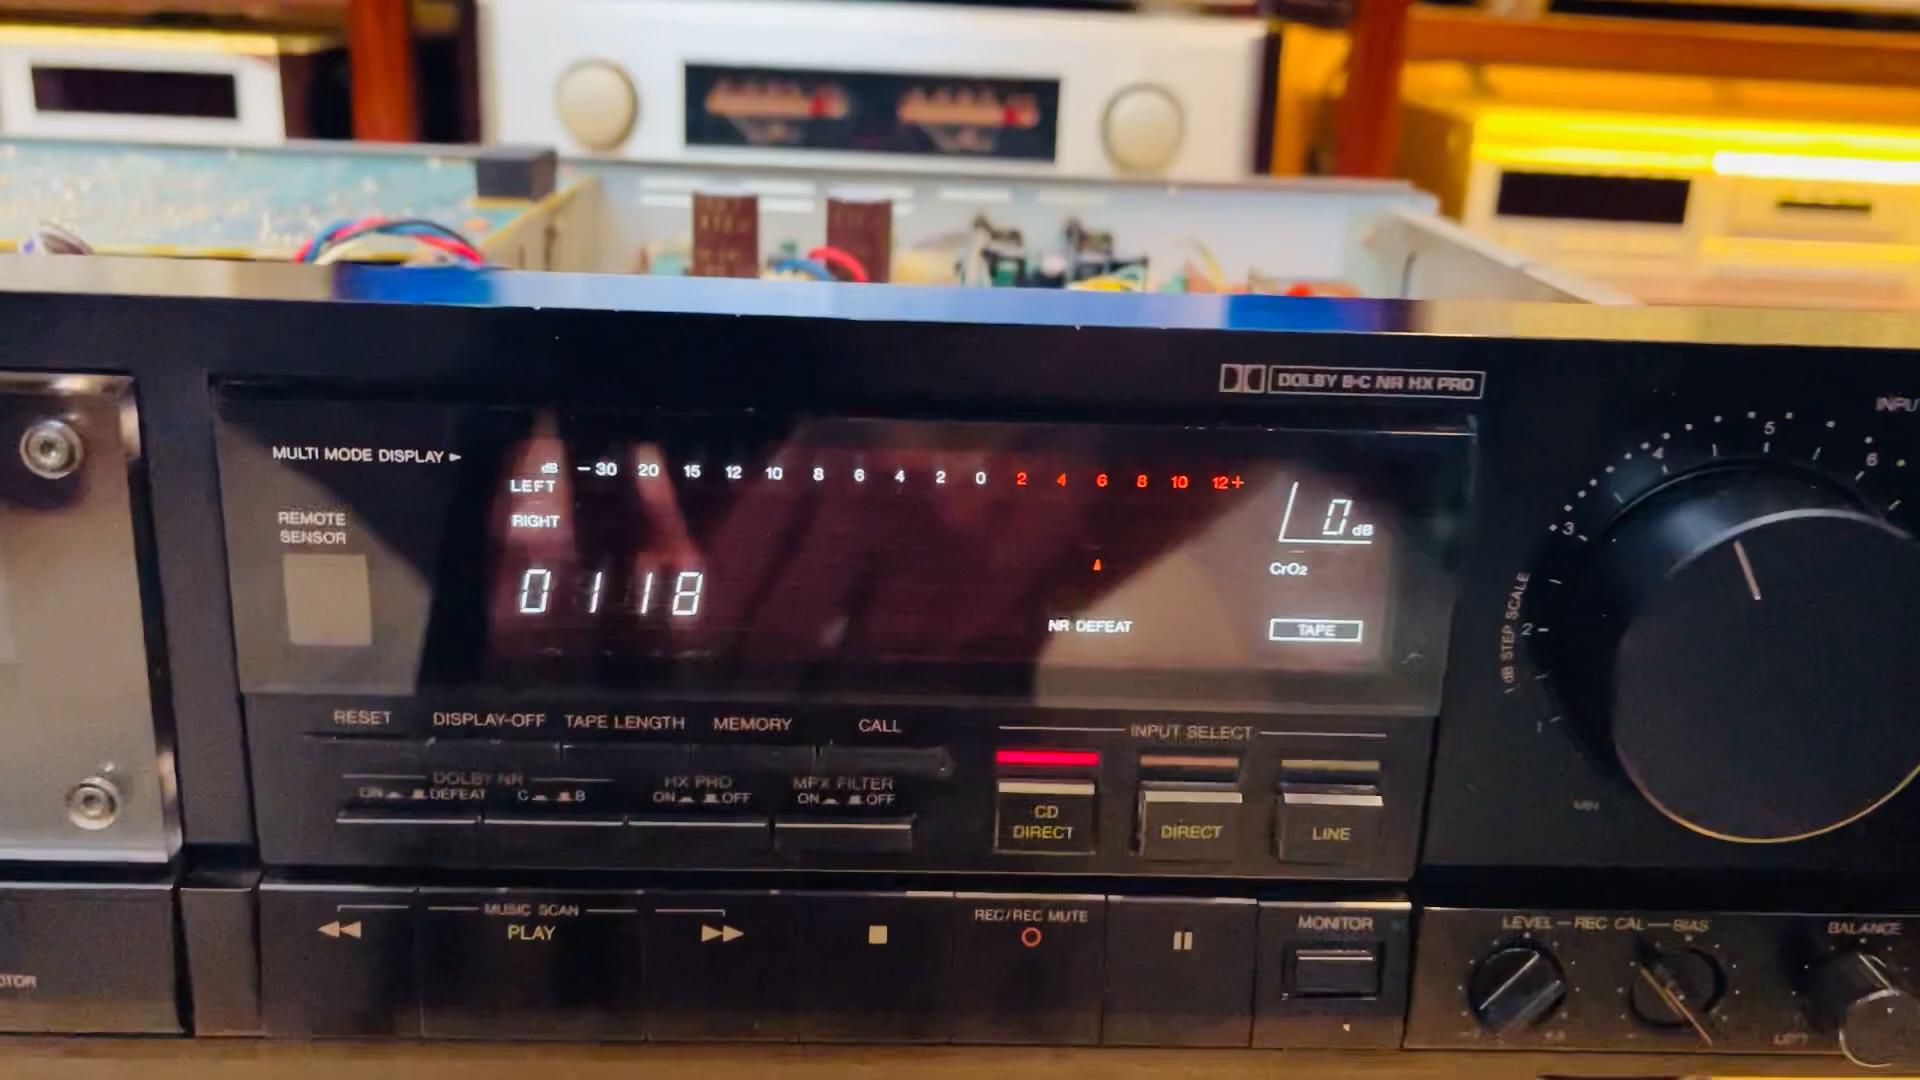 DOLBY B-C NR HX PRO
MULTI MODE DISPLAY
dB −30 20 15 12 10 8 6 4 2 0 2 4 6 8 10 12+
LEFT
RIGHT
0 dB
REMOTE
SENSOR
0118
CrO2
NR DEFEAT
TAPE
5
4
6
3
2
1
1 dB STEP SCALE
MIN
RESET DISPLAY-OFF TAPE LENGTH MEMORY CALL
INPUT SELECT
DOLBY NR
ON DEFEAT C B
HX PRO
ON OFF
MPX FILTER
ON OFF
CD
DIRECT
DIRECT
LINE
MUSIC SCAN
PLAY
REC/REC MUTE
MONITOR
LEVEL — REC CAL — BIAS
BALANCE
LEFT